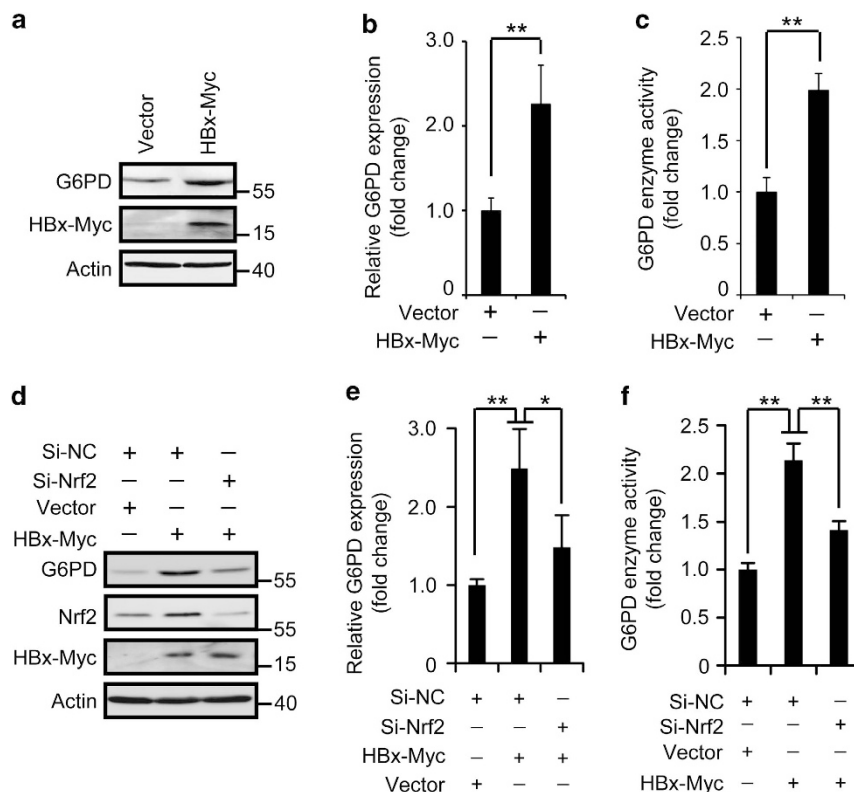 a
Vector
HBx-Myc
G6PD
55
HBx-Myc
15
Actin
40
b
**
Relative G6PD expression
(fold change)
3.0
2.0
1.0
0
Vector + –
HBx-Myc – +
c
**
G6PD enzyme activity
(fold change)
2.5
2.0
1.5
1.0
0.5
0
Vector + –
HBx-Myc – +
d
Si-NC + + –
Si-Nrf2 – – +
Vector + – –
HBx-Myc – + +
G6PD
55
Nrf2
55
HBx-Myc
15
Actin
40
e
** *
Relative G6PD expression
(fold change)
3.0
2.0
1.0
0
Si-NC + + –
Si-Nrf2 – – +
HBx-Myc – + +
Vector + – –
f
** **
G6PD enzyme activity
(fold change)
2.5
2.0
1.5
1.0
0.5
0
Si-NC + + –
Si-Nrf2 – – +
Vector + – –
HBx-Myc – + +